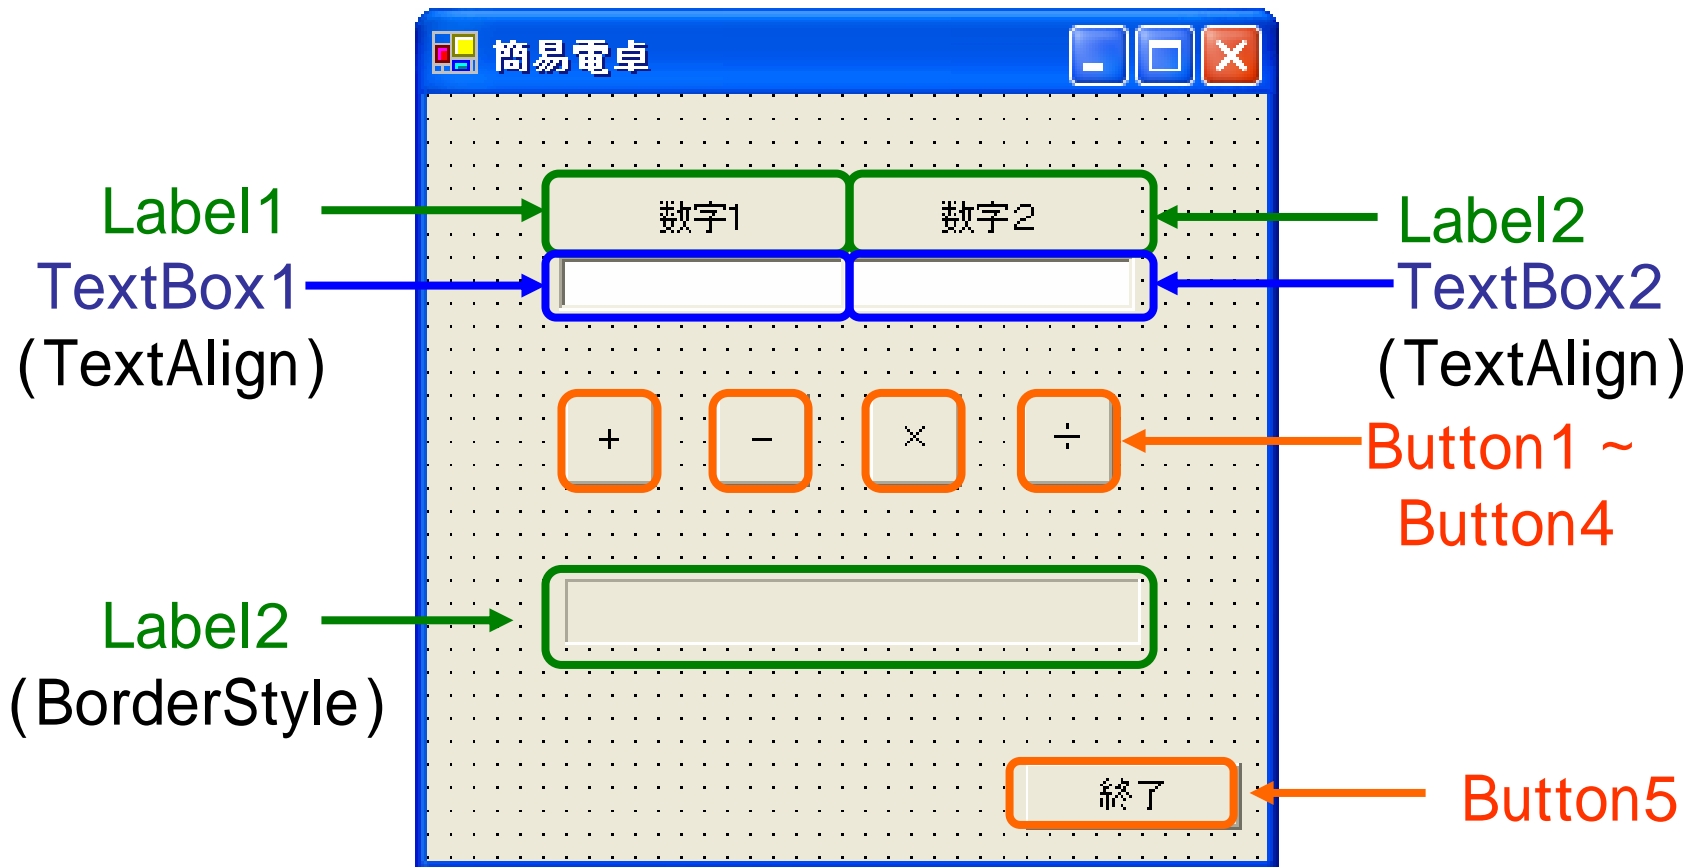 簡易電卓
Label1
数字1
数字2
Label2
TextBox1
TextBox2
(TextAlign)
(TextAlign)
+
-
×
÷
Button1 ~
Button4
Label2
(BorderStyle)
終了
Button5